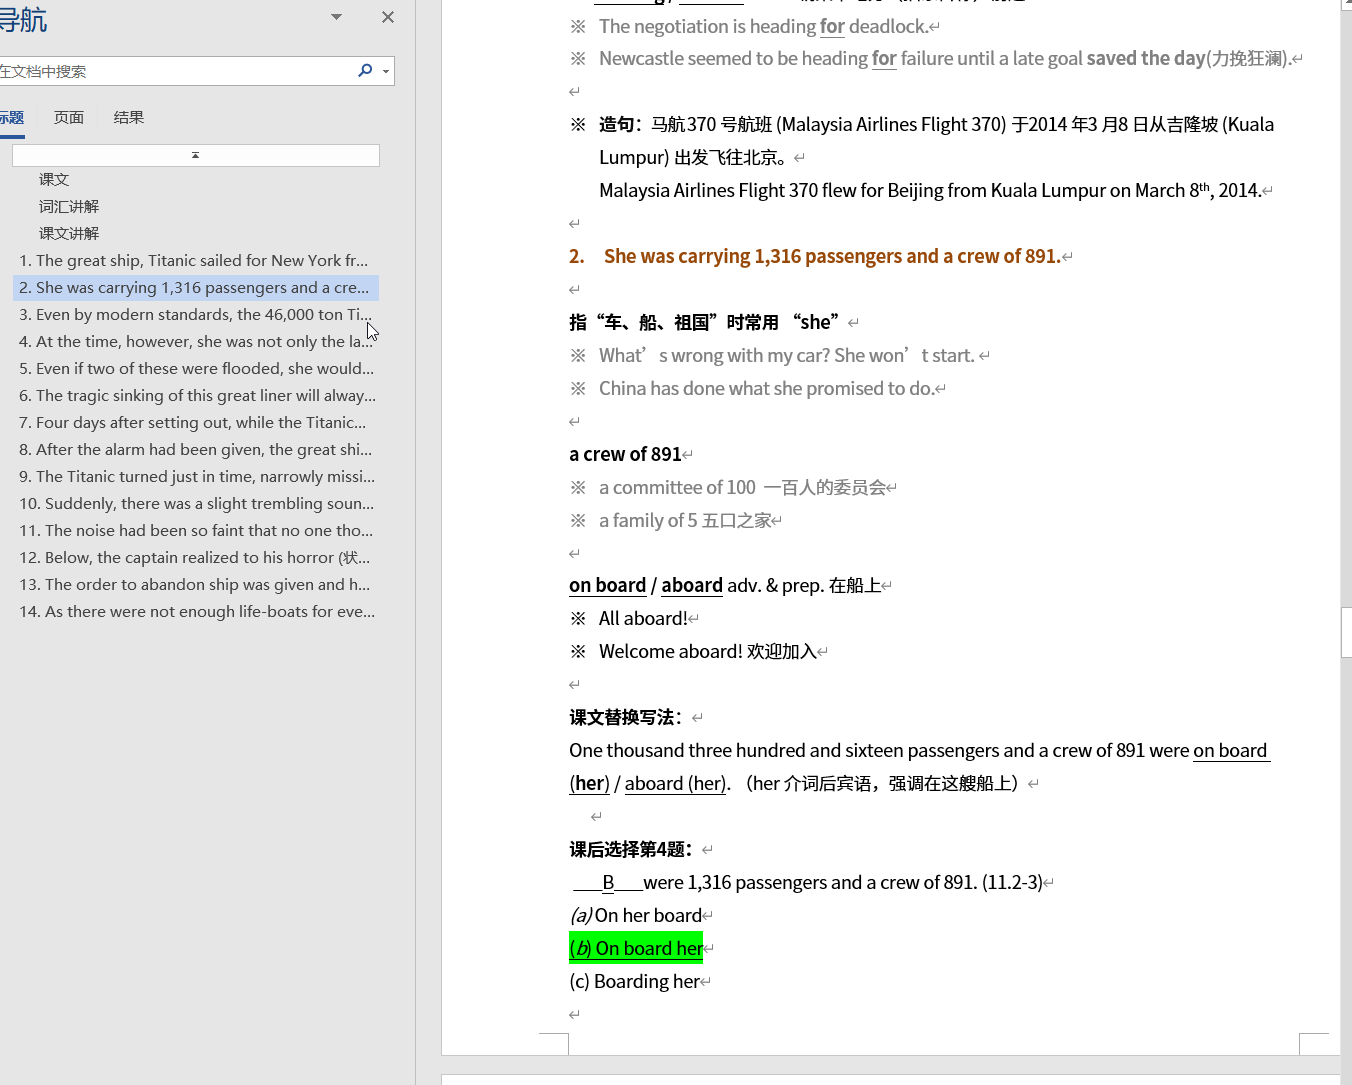 导航
在文档中搜索
标题 页面 结果
课文
词汇讲解
课文讲解
1. The great ship, Titanic sailed for New York fr...
2. She was carrying 1,316 passengers and a cre...
3. Even by modern standards, the 46,000 ton Ti...
4. At the time, however, she was not only the la...
5. Even if two of these were flooded, she would...
6. The tragic sinking of this great liner will alway...
7. Four days after setting out, while the Titanic...
8. After the alarm had been given, the great shi...
9. The Titanic turned just in time, narrowly missi...
10. Suddenly, there was a slight trembling soun...
11. The noise had been so faint that no one tho...
12. Below, the captain realized to his horror (状...
13. The order to abandon ship was given and h...
14. As there were not enough life-boats for eve...
※ The negotiation is heading for deadlock.
※ Newcastle seemed to be heading for failure until a late goal saved the day(力挽狂澜).
※ 造句：马航370 号航班 (Malaysia Airlines Flight 370) 于2014 年3 月8 日从吉隆坡 (Kuala
Lumpur) 出发飞往北京。
Malaysia Airlines Flight 370 flew for Beijing from Kuala Lumpur on March 8th, 2014.
2. She was carrying 1,316 passengers and a crew of 891.
指“车、船、祖国”时常用 “she”
※ What’s wrong with my car? She won’t start.
※ China has done what she promised to do.
a crew of 891
※ a committee of 100 一百人的委员会
※ a family of 5 五口之家
on board / aboard adv. & prep. 在船上
※ All aboard!
※ Welcome aboard! 欢迎加入
课文替换写法：
One thousand three hundred and sixteen passengers and a crew of 891 were on board
(her) / aboard (her). （her 介词后宾语，强调在这艘船上）
课后选择第4题：
___B___were 1,316 passengers and a crew of 891. (11.2-3)
(a) On her board
(b) On board her
(c) Boarding her